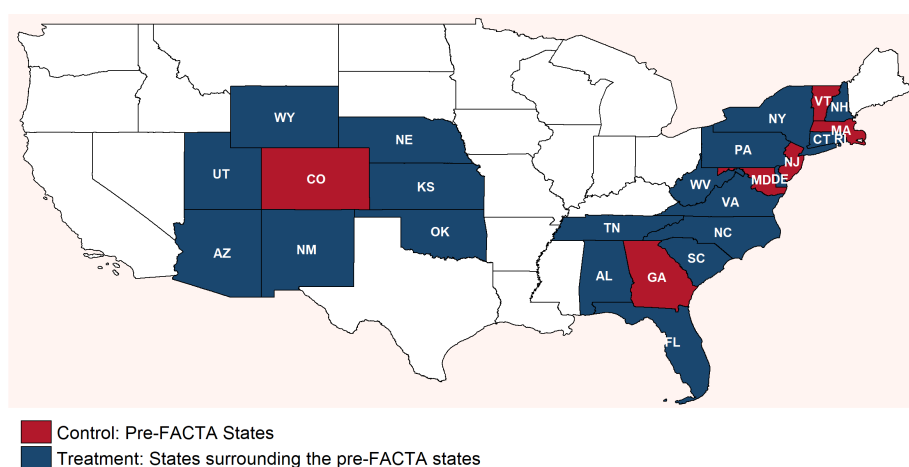 VT
NH
WY
NY
MA
NE
CT RI
PA
NJ
UT
CO
MD DE
KS
WV
VA
TN
NC
OK
AZ
NM
SC
AL
GA
FL
Control: Pre-FACTA States
Treatment: States surrounding the pre-FACTA states